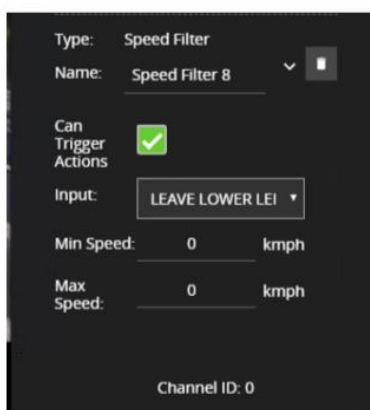 Type: Speed Filter
Name: Speed Filter 8
Can
Trigger
Actions
Input: LEAVE LOWER LEI
Min Speed: 0 kmph
Max
Speed: 0 kmph
Channel ID: 0